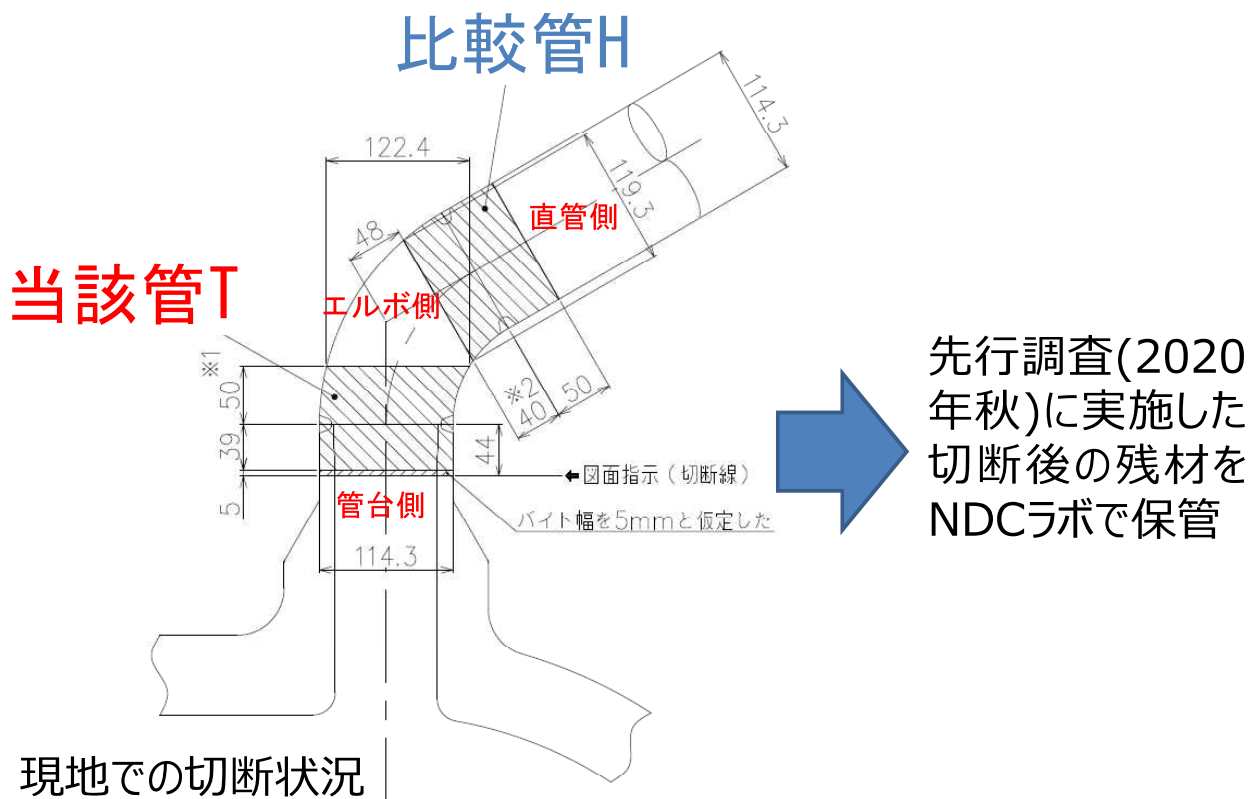 比較管H
114.3
122.4
119.3
直管側
48
当該管T
エルボ側
※1
50
※2
40
50
39
44
5
←図面指示(切断線)
管台側
バイト幅を5mmと仮定した
114.3
先行調査(2020
年秋)に実施した
切断後の残材を
NDCラボで保管
現地での切断状況